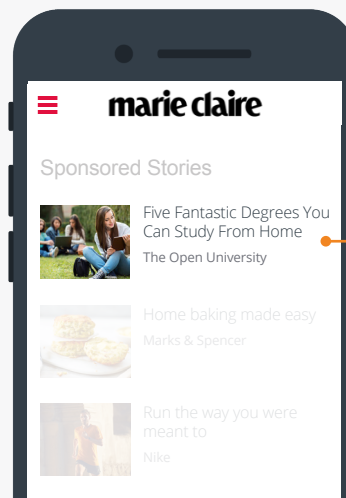 marie claire
Sponsored Stories
Five Fantastic Degrees You
Can Study From Home
The Open University
Home baking made easy
Marks & Spencer
Run the way you were
meant to
Nike